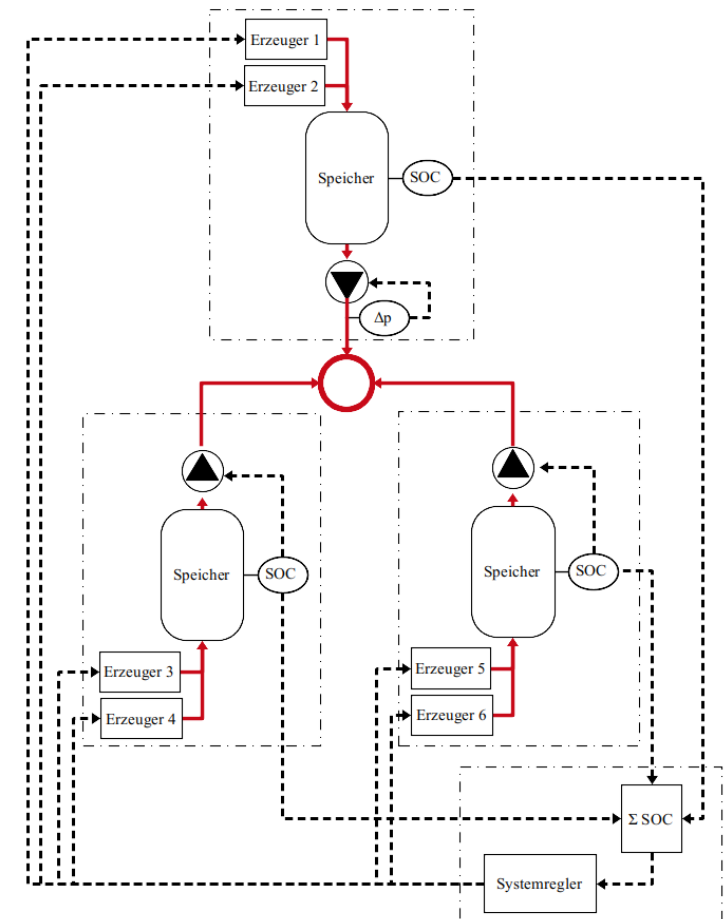 Erzeuger 1
Erzeuger 2
Speicher
SOC
Δp
Speicher
SOC
Erzeuger 3
Erzeuger 4
Speicher
SOC
Erzeuger 5
Erzeuger 6
Σ SOC
Systemregler